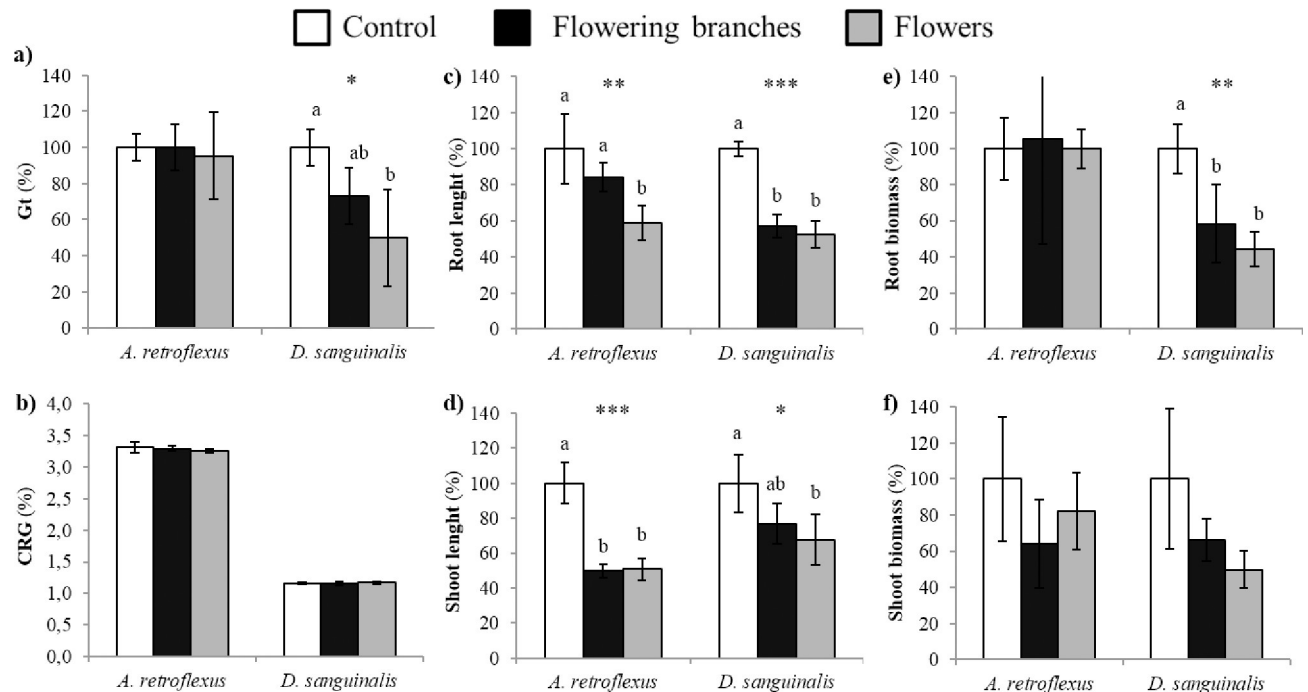 Control Flowering branches Flowers
a)
Gt (%)
140
120
100
80
60
40
20
0
*
a
ab
b
A. retroflexus D. sanguinalis
c)
Root lenght (%)
140
120
100
80
60
40
20
0
** ***
a a b
a b b
A. retroflexus D. sanguinalis
e)
Root biomass (%)
140
120
100
80
60
40
20
0
**
a
b
b
A. retroflexus D. sanguinalis
b)
CRG (%)
4,0
3,5
3,0
2,5
2,0
1,5
1,0
0,5
0,0
A. retroflexus D. sanguinalis
d)
Shoot lenght (%)
140
120
100
80
60
40
20
0
*** *
a b b
a ab b
A. retroflexus D. sanguinalis
f)
Shoot biomass (%)
140
120
100
80
60
40
20
0
A. retroflexus D. sanguinalis